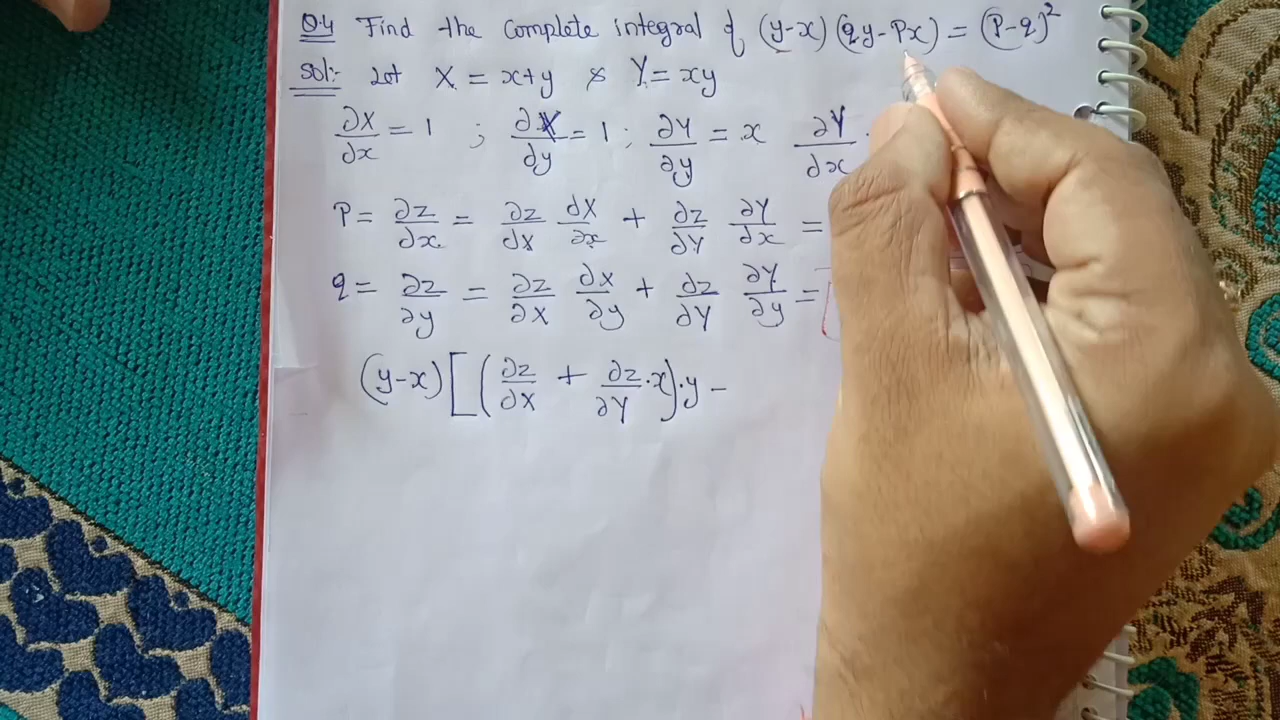 Q.4 Find the complete integral of (y-x)(qy-Px) = (P-q)²
Sol:- Let X = x+y & Y = xy
∂X/∂x = 1 ; ∂X/∂y = 1 ; ∂Y/∂y = x ∂Y/∂x
P = ∂z/∂x = ∂z/∂X ∂X/∂x + ∂z/∂Y ∂Y/∂x =
q = ∂z/∂y = ∂z/∂X ∂X/∂y + ∂z/∂Y ∂Y/∂y =
(y-x)[(∂z/∂X + ∂z/∂Y·x)·y -